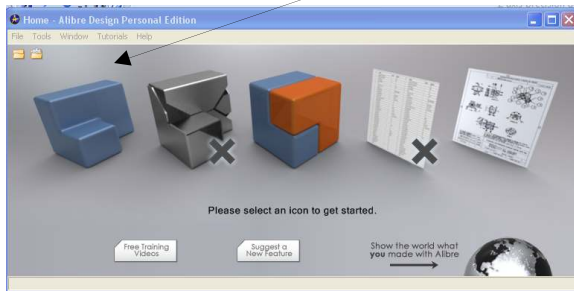 Home - Alibre Design Personal Edition
File Tools Window Tutorials Help
Please select an icon to get started.
Free Training
Videos
Suggest a
New Feature
Show the world what
you made with Alibre